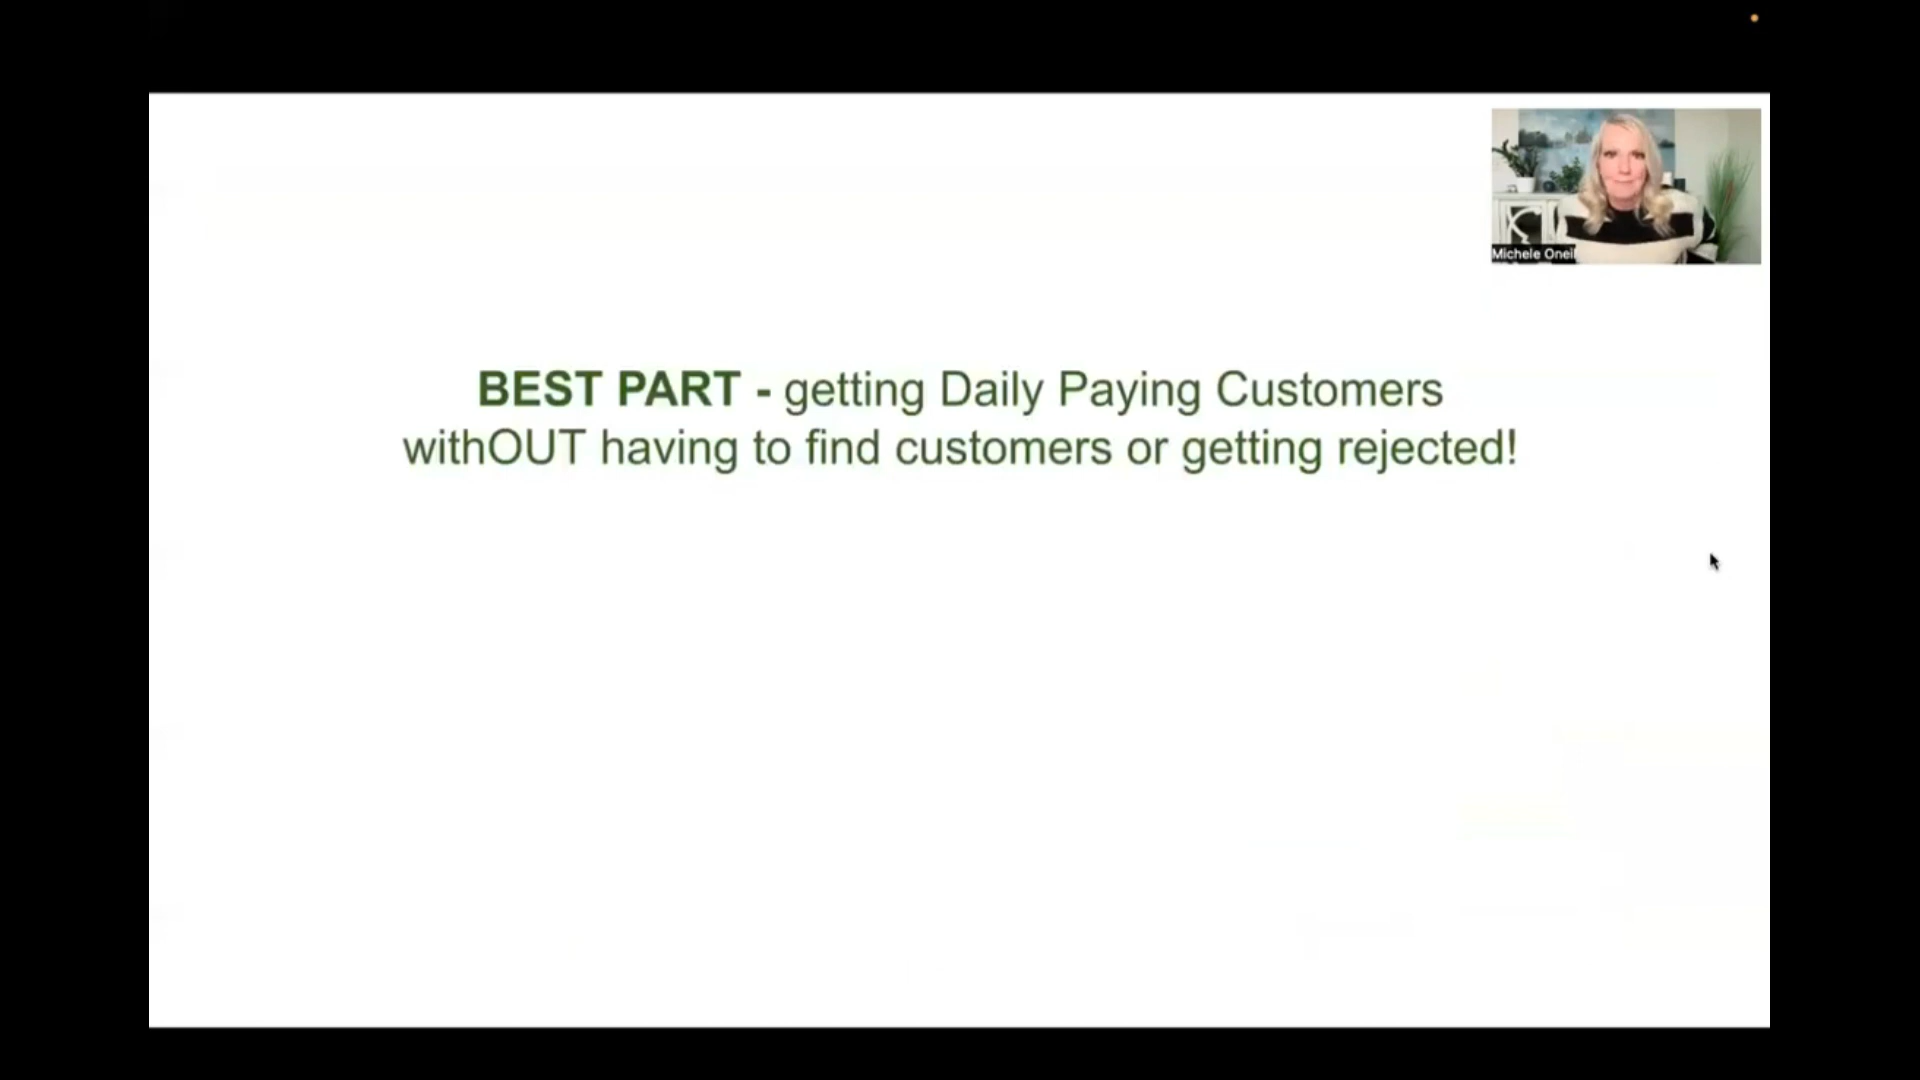 Michele Oneil
BEST PART - getting Daily Paying Customers
withOUT having to find customers or getting rejected!